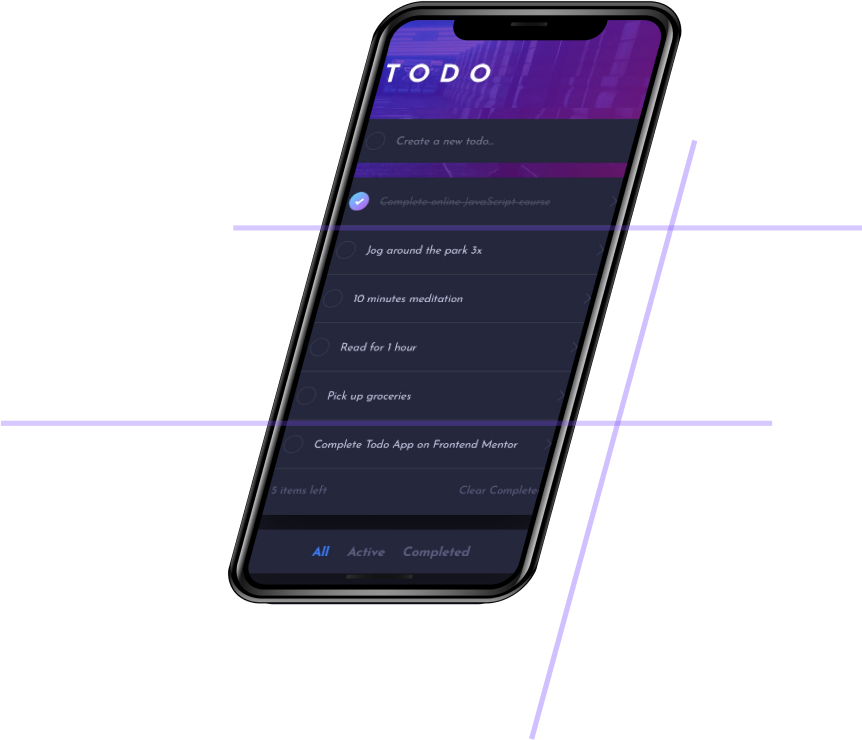 TODO
Create a new todo...
Complete online JavaScript course
Jog around the park 3x
10 minutes meditation
Read for 1 hour
Pick up groceries
Complete Todo App on Frontend Mentor
5 items left Clear Complete
All Active Completed